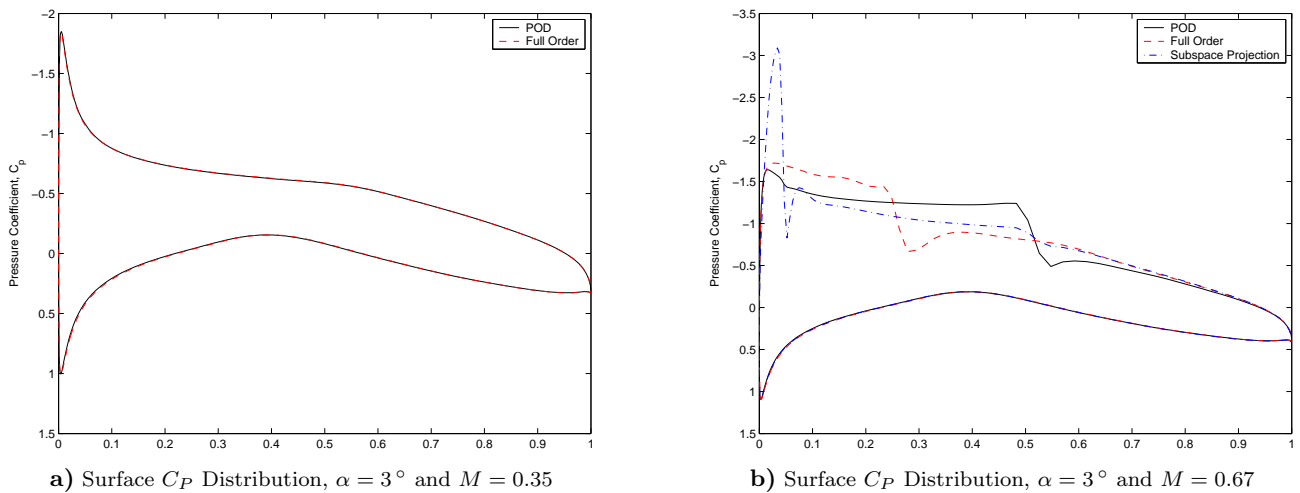 −2
−1.5
−1
−0.5
0
0.5
1
1.5
Pressure Coefficient, C_p
0 0.1 0.2 0.3 0.4 0.5 0.6 0.7 0.8 0.9 1
POD
Full Order
a) Surface C_P Distribution, α = 3° and M = 0.35
−3.5
−3
−2.5
−2
−1.5
−1
−0.5
0
0.5
1
1.5
Pressure Coefficient, C_p
0 0.1 0.2 0.3 0.4 0.5 0.6 0.7 0.8 0.9 1
POD
Full Order
Subspace Projection
b) Surface C_P Distribution, α = 3° and M = 0.67